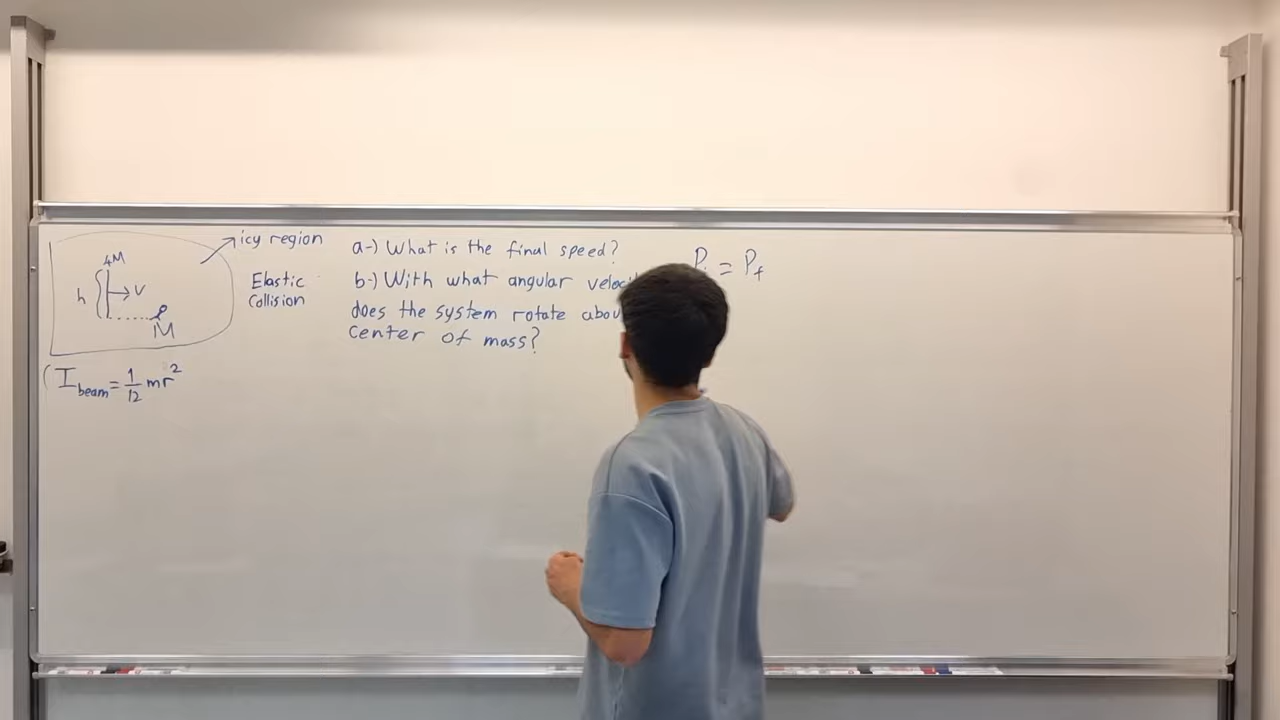 icy region
4M
h
V
M
Elastic
Collision
( I beam = 1/12 mr²
a-) What is the final speed?
b-) With what angular
does the system rotate
center of mass?
= Pf